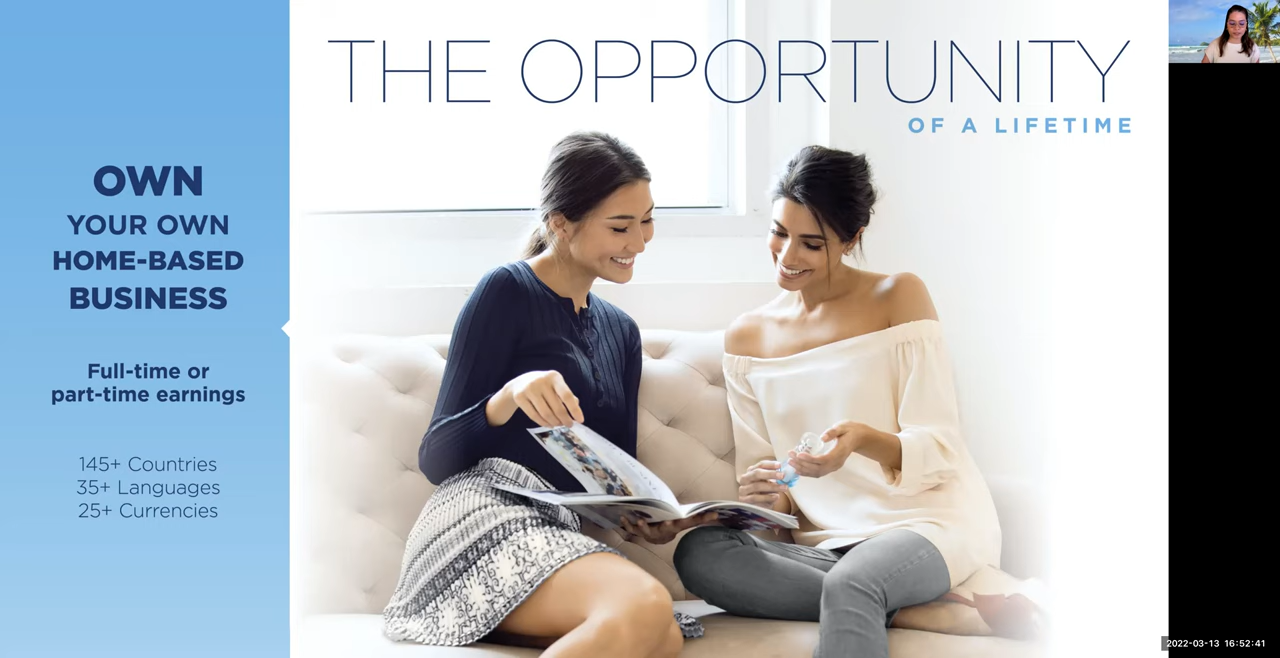 OWN
YOUR OWN
HOME-BASED
BUSINESS
Full-time or
part-time earnings
145+ Countries
35+ Languages
25+ Currencies
THE OPPORTUNITY
OF A LIFETIME
2022-03-13 16:52:41